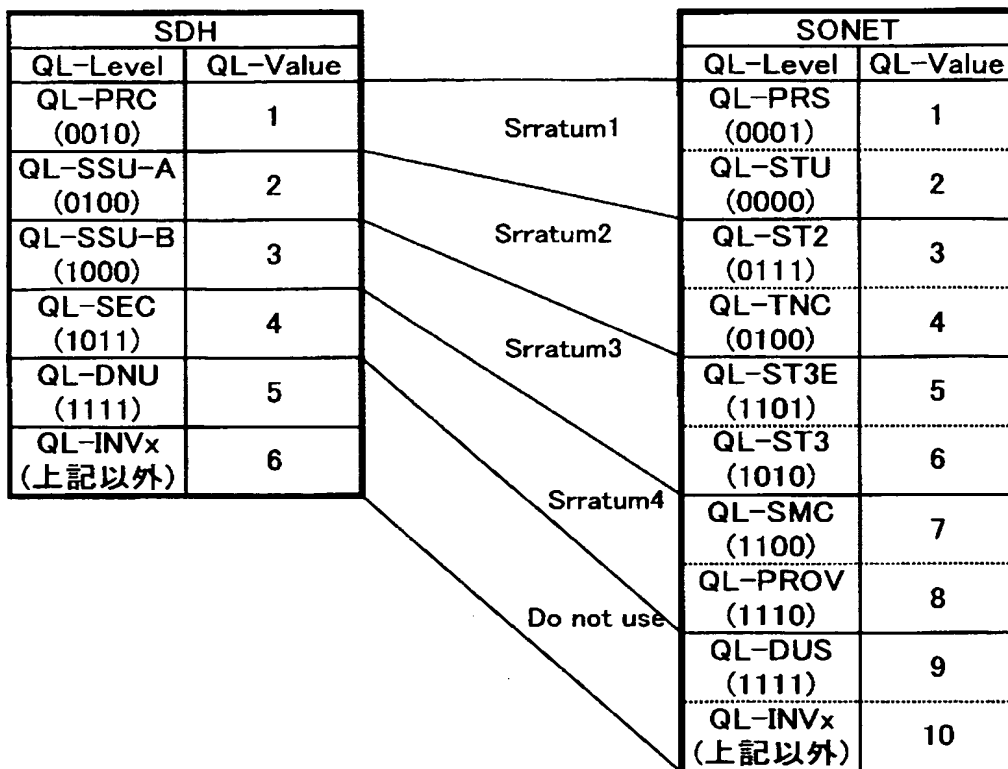 SDH
QL-Level QL-Value
QL-PRC
(0010)
1
QL-SSU-A
(0100)
2
QL-SSU-B
(1000)
3
QL-SEC
(1011)
4
QL-DNU
(1111)
5
QL-INVx
(上記以外)
6
Srratum1
Srratum2
Srratum3
Srratum4
Do not use
SONET
QL-Level QL-Value
QL-PRS
(0001)
1
QL-STU
(0000)
2
QL-ST2
(0111)
3
QL-TNC
(0100)
4
QL-ST3E
(1101)
5
QL-ST3
(1010)
6
QL-SMC
(1100)
7
QL-PROV
(1110)
8
QL-DUS
(1111)
9
QL-INVx
(上記以外)
10